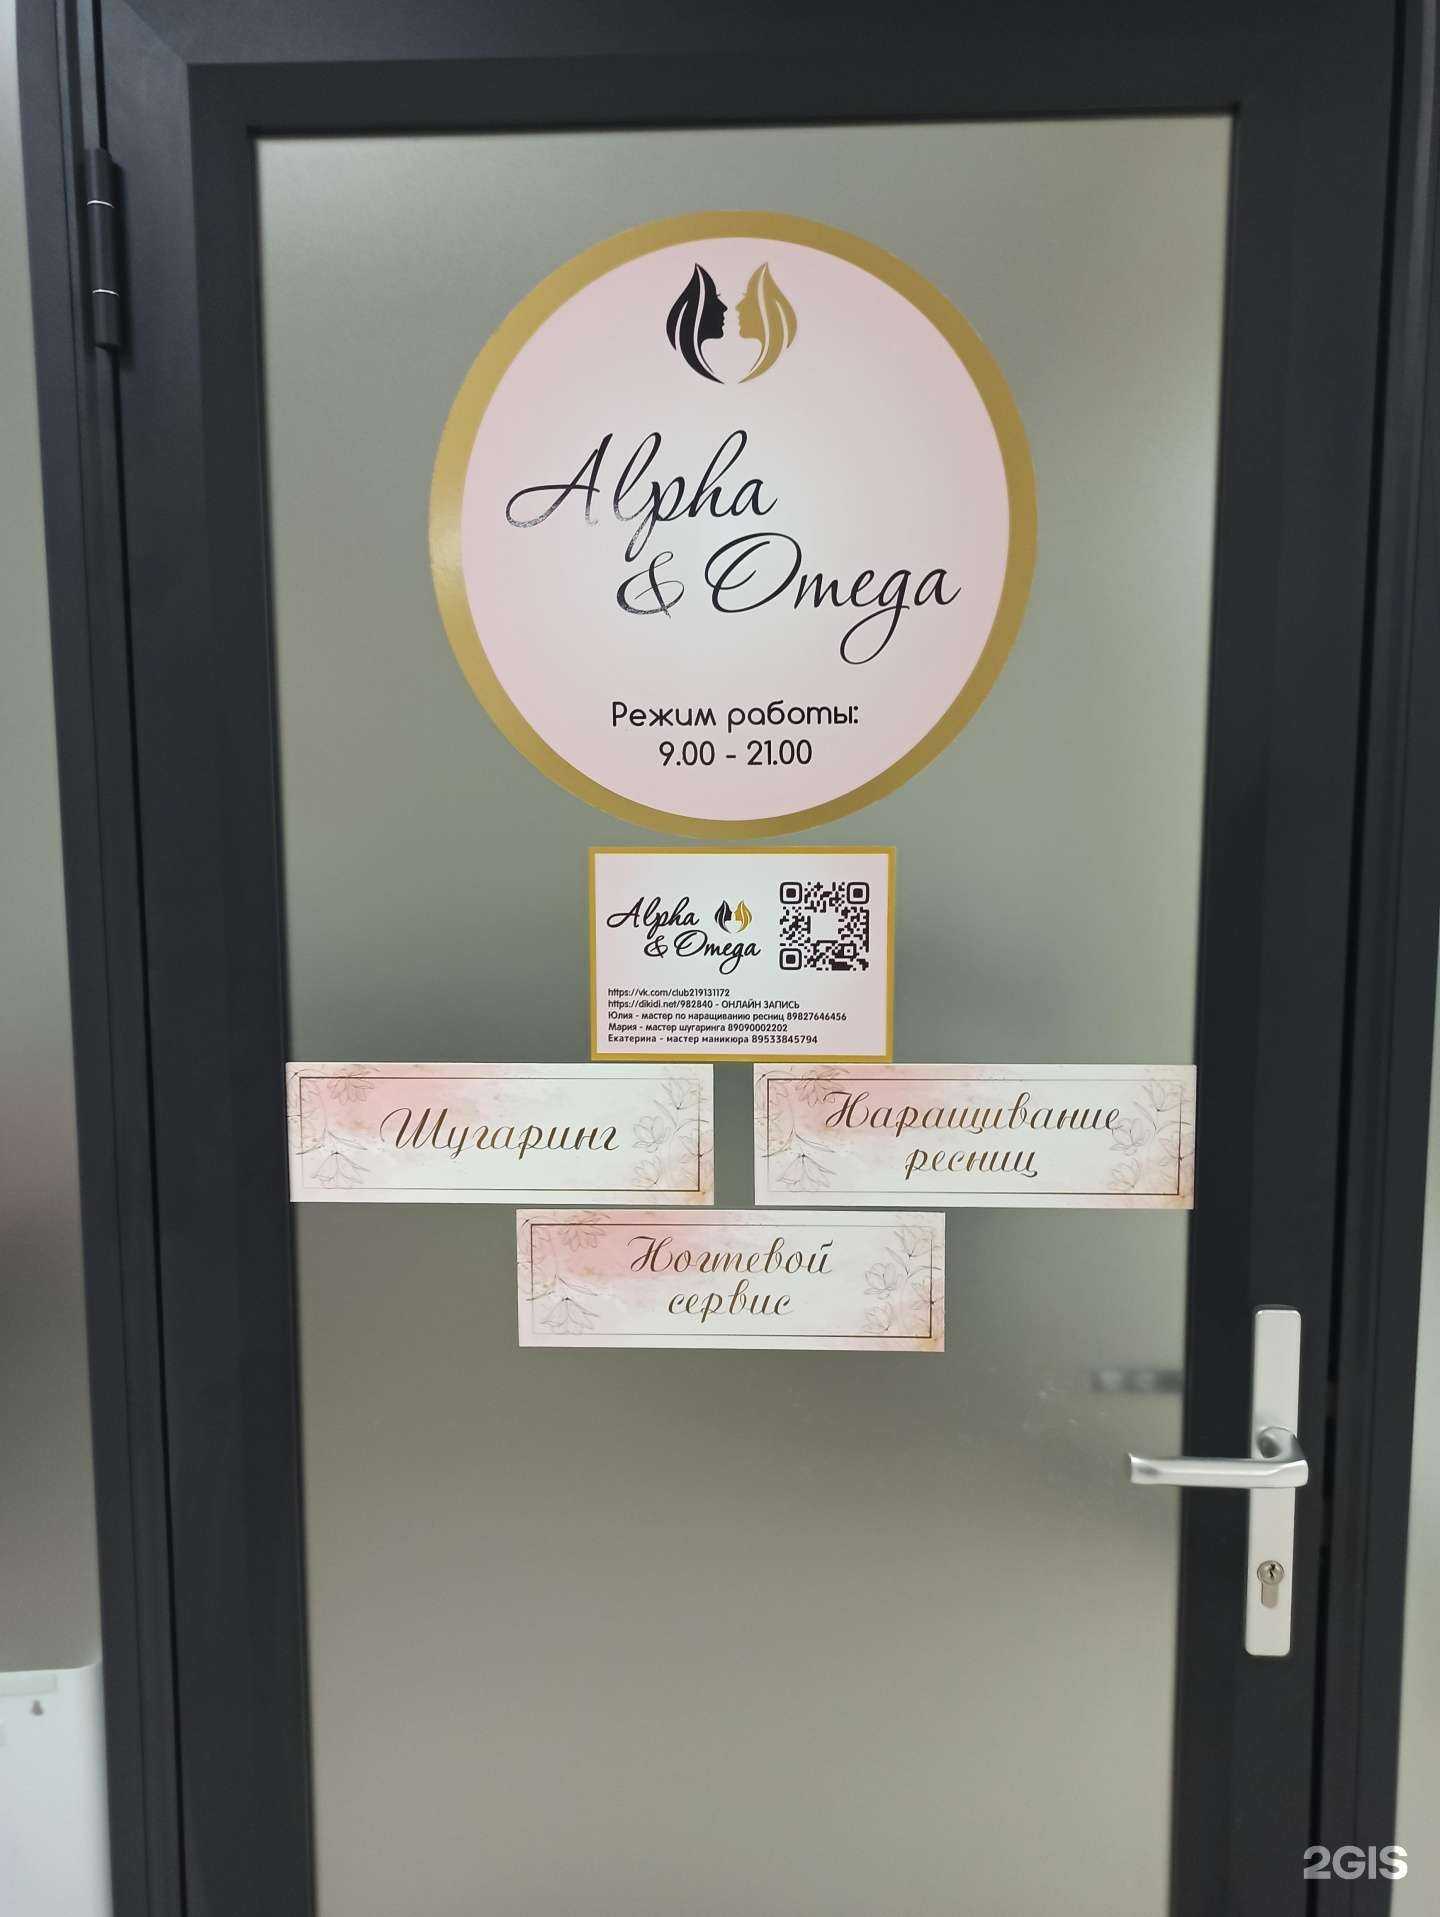 Alpha
& Omega
Режим работы:
9.00 - 21.00
Alpha
& Omega
https://vk.com/club219131172
https://dikidi.net/982840 - ОНЛАЙН ЗАПИСЬ
Юлия - мастер по наращиванию ресниц 89827646456
Мария - мастер шугаринга 89090002202
Екатерина - мастер маникюра 89533845794
Шугаринг
Наращивание
ресниц
Ногтевой
сервис
2GIS